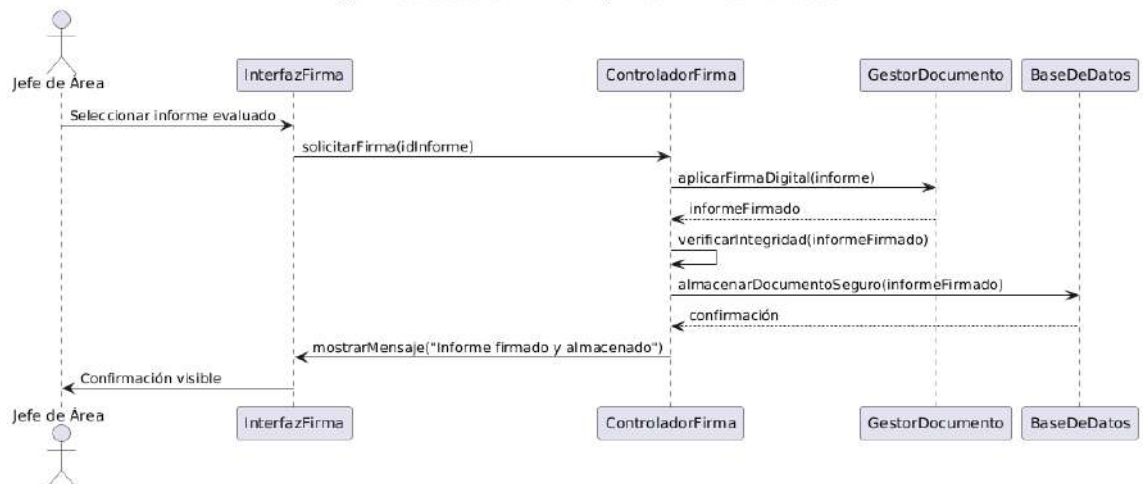 Jefe de Área
InterfazFirma
ControladorFirma
GestorDocumento
BaseDeDatos
Seleccionar informe evaluado
solicitarFirma(idInforme)
aplicarFirmaDigital(informe)
informeFirmado
verificarIntegridad(informeFirmado)
almacenarDocumentoSeguro(informeFirmado)
confirmación
mostrarMensaje("Informe firmado y almacenado")
Confirmación visible
Jefe de Área
InterfazFirma
ControladorFirma
GestorDocumento
BaseDeDatos